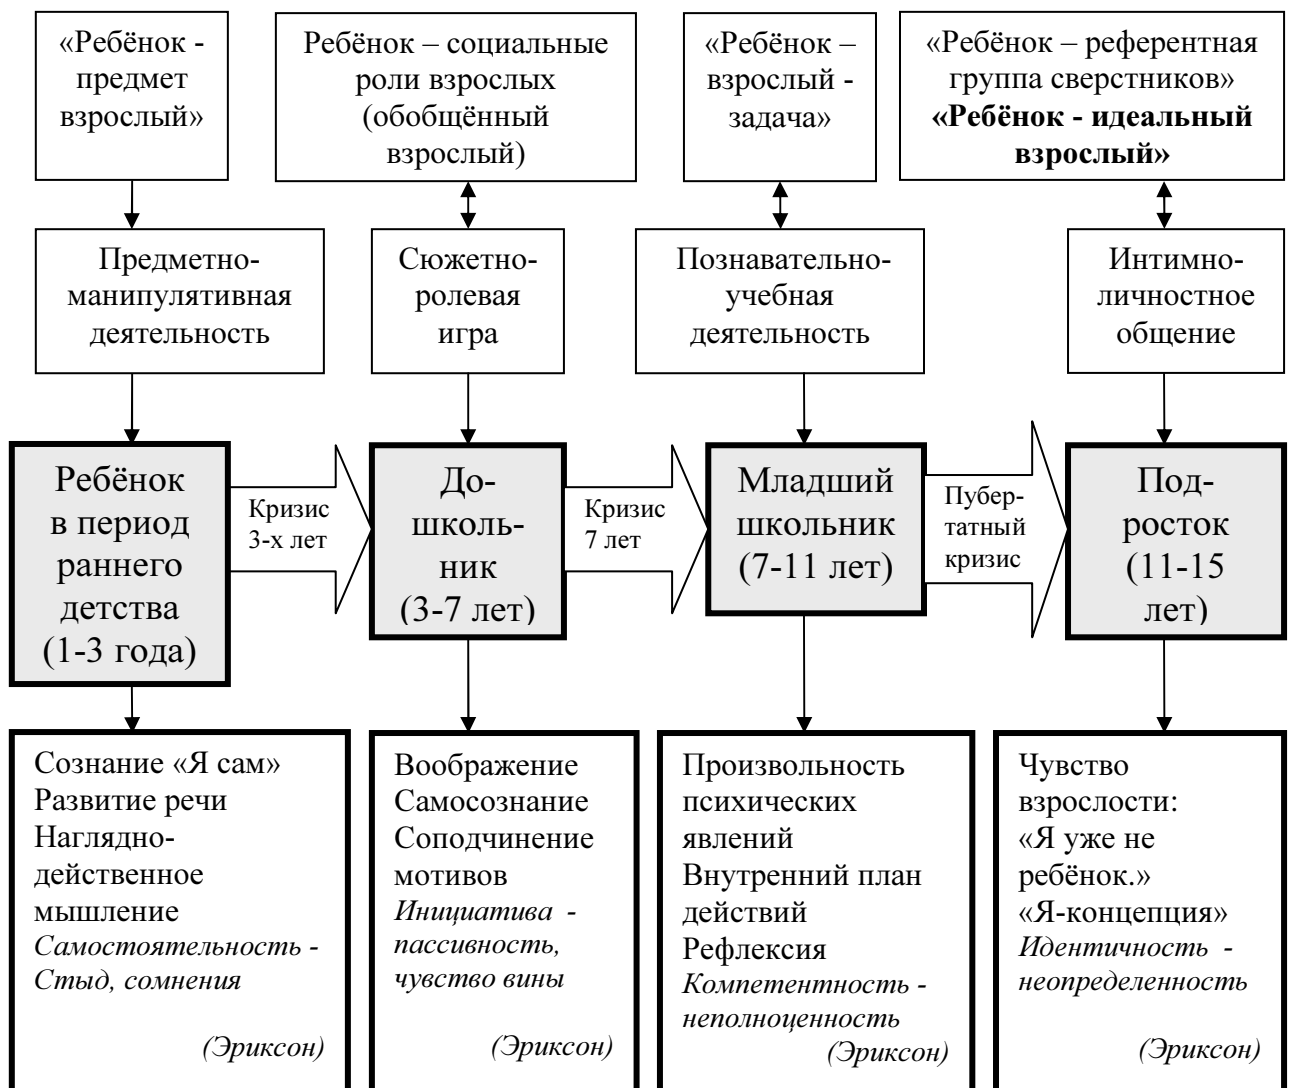 «Ребёнок -
предмет
взрослый»
Ребёнок – социальные
роли взрослых
(обобщённый
взрослый)
«Ребёнок –
взрослый -
задача»
«Ребёнок – референтная
группа сверстников»
«Ребёнок - идеальный
взрослый»
Предметно-
манипулятивная
деятельность
Сюжетно-
ролевая
игра
Познавательно-
учебная
деятельность
Интимно-
личностное
общение
Ребёнок
в период
раннего
детства
(1-3 года)
Кризис
3-х лет
До-
школь-
ник
(3-7 лет)
Кризис
7 лет
Младший
школьник
(7-11 лет)
Пубер-
татный
кризис
Под-
росток
(11-15
лет)
Сознание «Я сам»
Развитие речи
Наглядно-
действенное
мышление
Самостоятельность -
Стыд, сомнения
(Эриксон)
Воображение
Самосознание
Соподчинение
мотивов
Инициатива -
пассивность,
чувство вины
(Эриксон)
Произвольность
психических
явлений
Внутренний план
действий
Рефлексия
Компетентность -
неполноценность
(Эриксон)
Чувство
взрослости:
«Я уже не
ребёнок.»
«Я-концепция»
Идентичность -
неопределенность
(Эриксон)